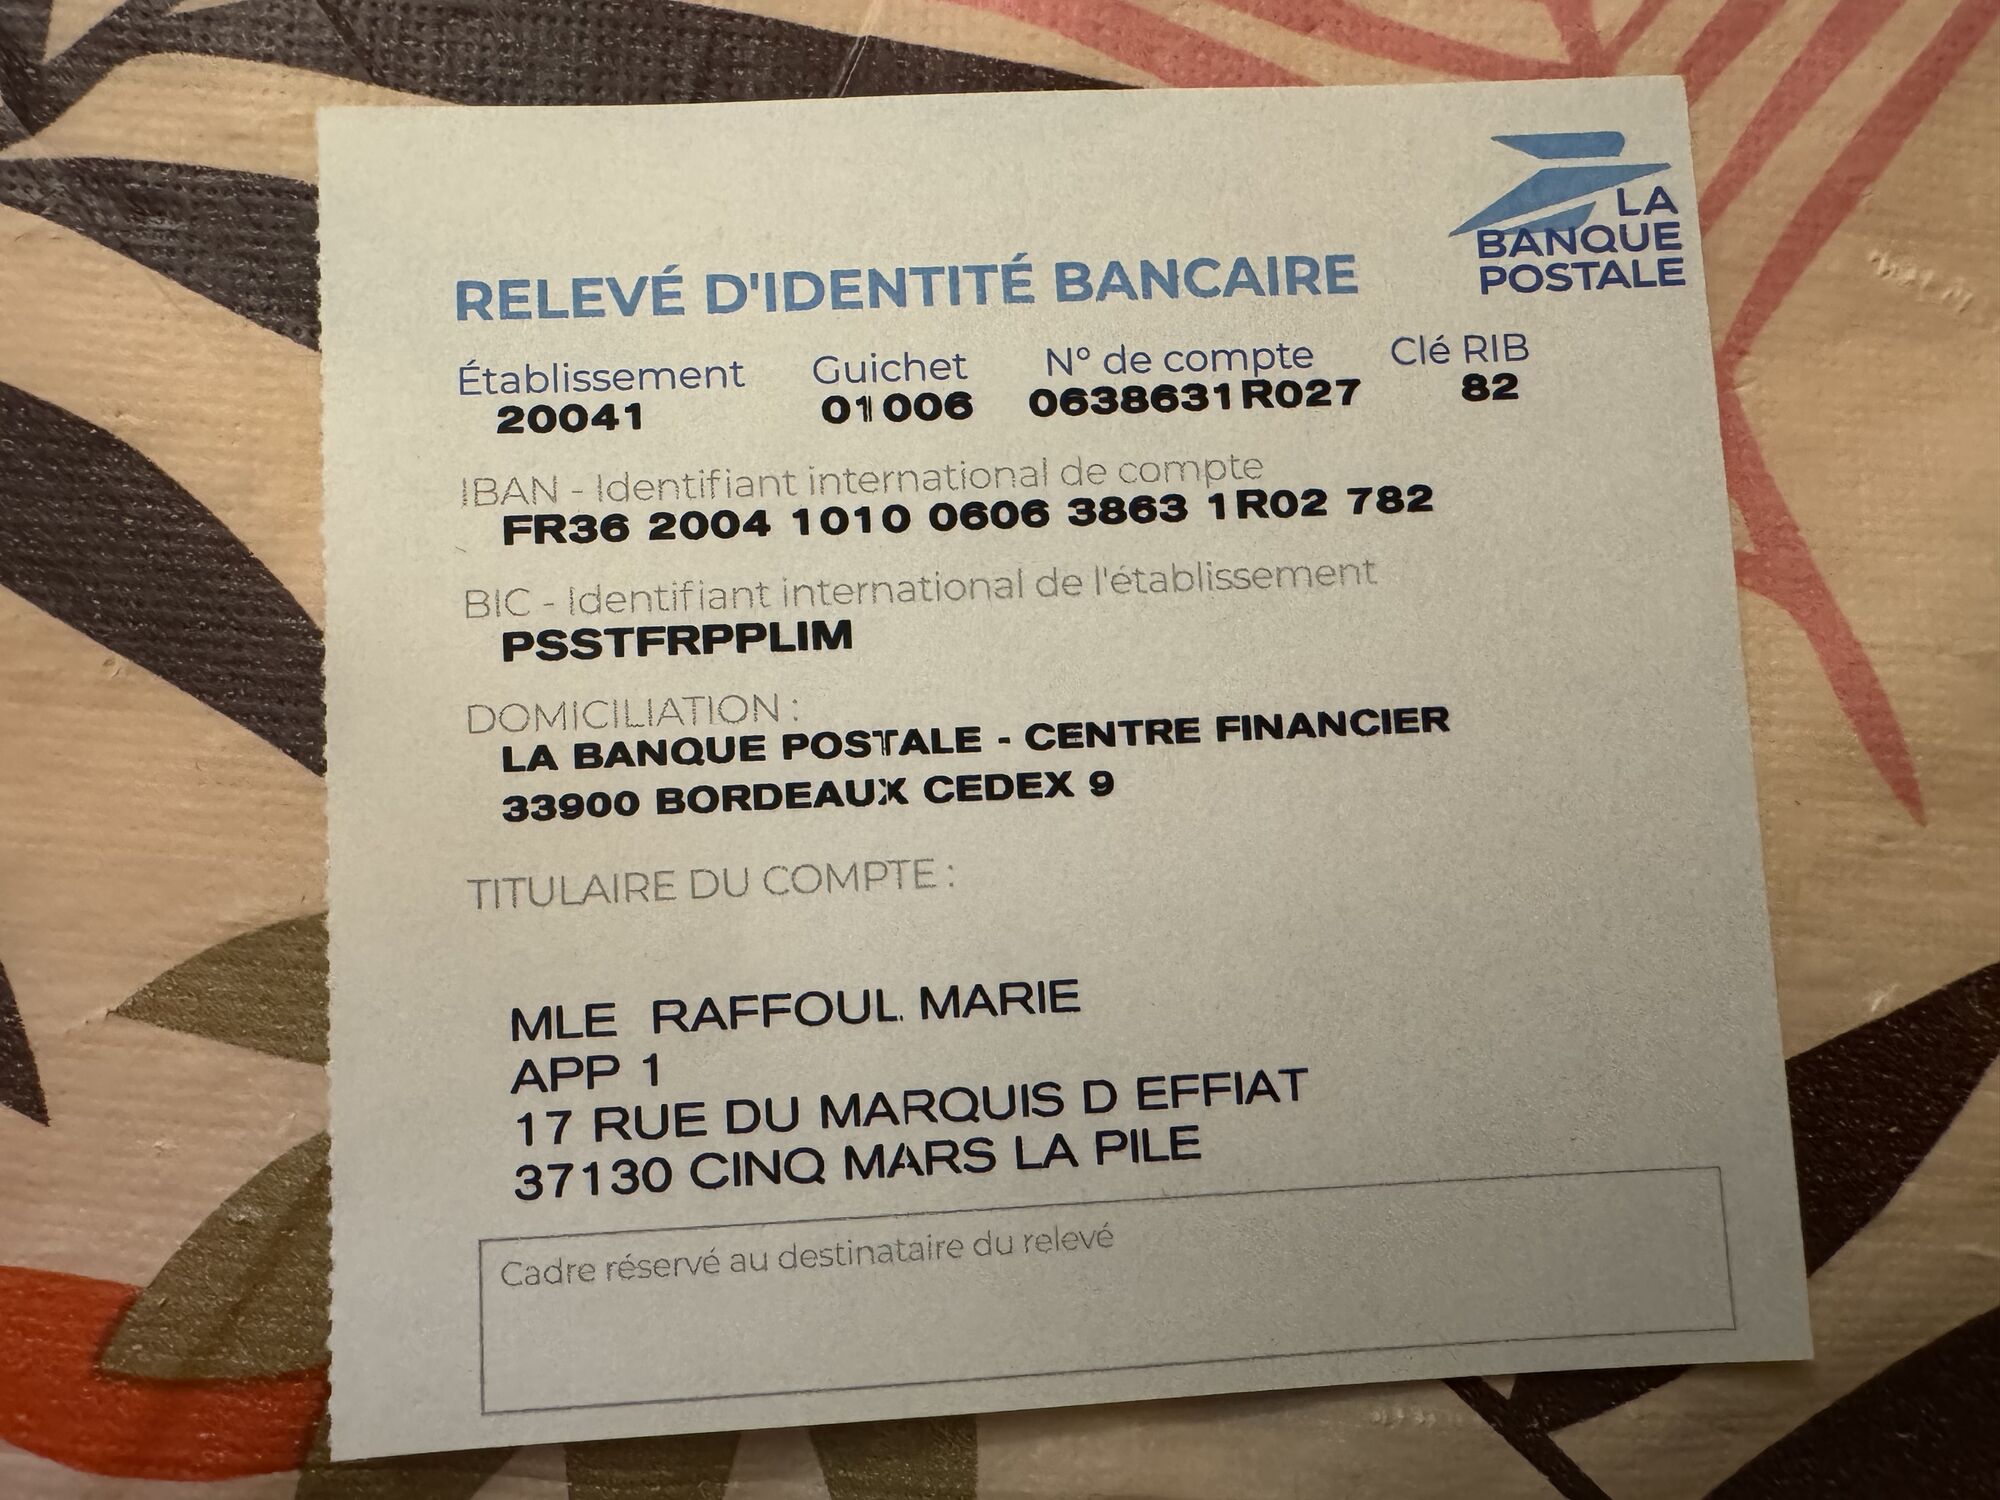 LA
BANQUE
POSTALE
RELEVÉ D'IDENTITÉ BANCAIRE
Établissement Guichet N° de compte Clé RIB
20041 01006 0638631R027 82
IBAN - Identifiant international de compte
FR36 2004 1010 0606 3863 1R02 782
BIC - Identifiant international de l'établissement
PSSTFRPPLIM
DOMICILIATION :
LA BANQUE POSTALE - CENTRE FINANCIER
33900 BORDEAUX CEDEX 9
TITULAIRE DU COMPTE :
MLE RAFFOUL MARIE
APP 1
17 RUE DU MARQUIS D EFFIAT
37130 CINQ MARS LA PILE
Cadre réservé au destinataire du relevé